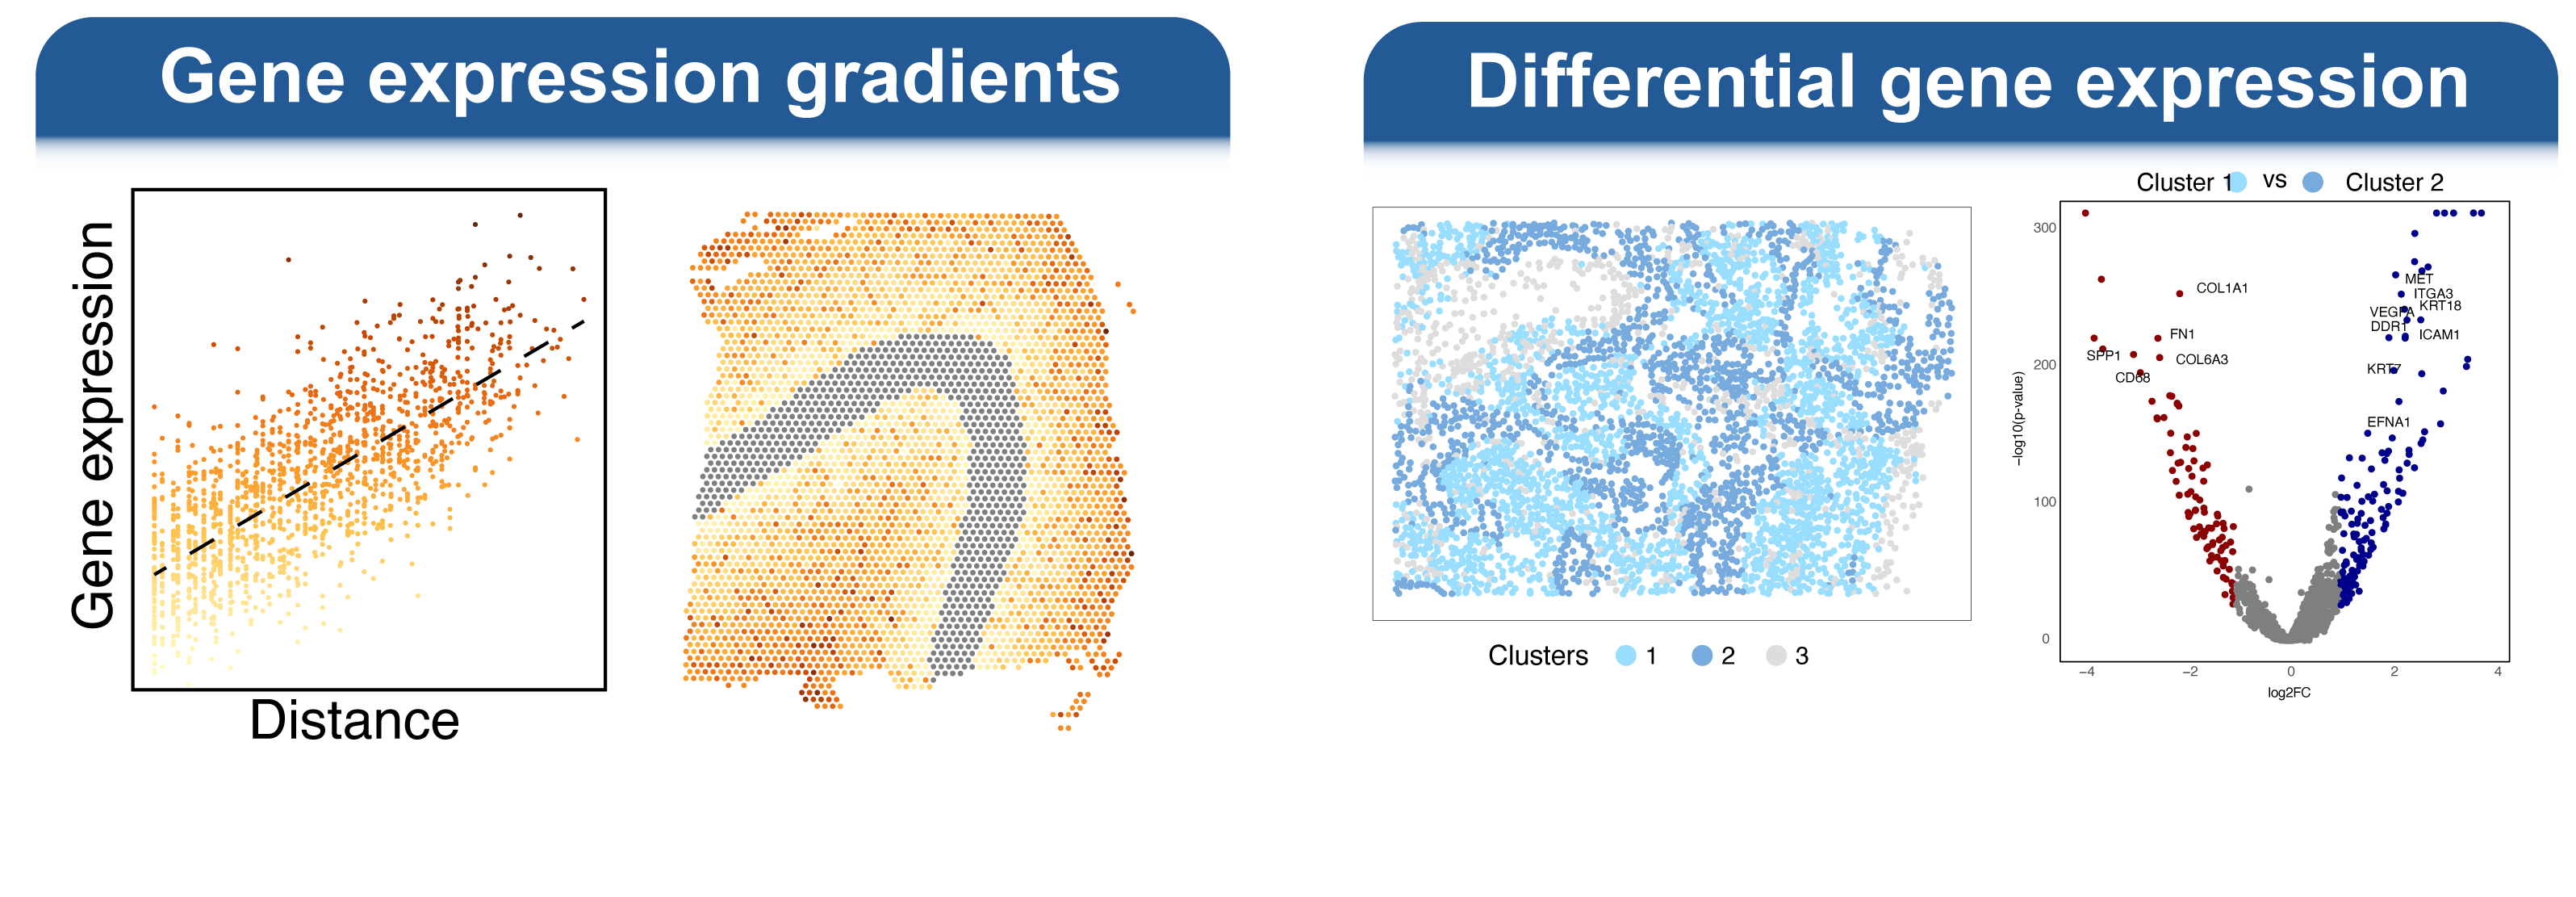 Gene expression gradients
Differential gene expression
Gene expression
Distance
Clusters 1 2 3
Cluster 1 vs Cluster 2
−log10(p-value)
300
200
100
0
COL1A1
FN1
SPP1
COL6A3
CD68
MET
ITGA3
VEGFA
KRT18
DDR1
ICAM1
KRT7
EFNA1
−4 −2 0 2 4
log2FC